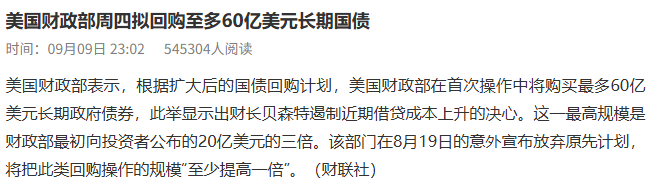 美国财政部周四拟回购至多60亿美元长期国债
时间：09月09日 23:02 545304人阅读
美国财政部表示，根据扩大后的国债回购计划，美国财政部在首次操作中将购买最多60亿
美元长期政府债券，此举显示出财长贝森特遏制近期借贷成本上升的决心。这一最高规模是
财政部最初向投资者公布的20亿美元的三倍。该部门在8月19日的意外宣布放弃原先计划，
将把此类回购操作的规模“至少提高一倍”。（财联社）